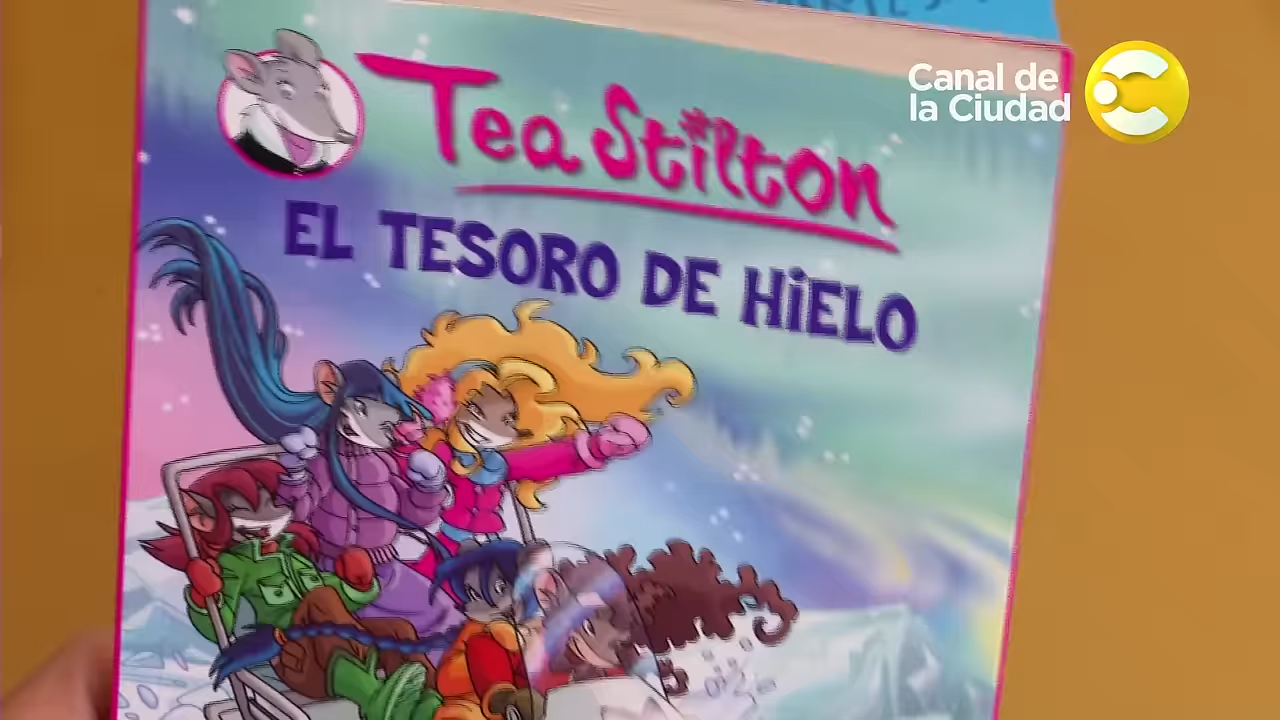 Canal de
la Ciudad
Tea Stilton
EL TESORO DE HiELO